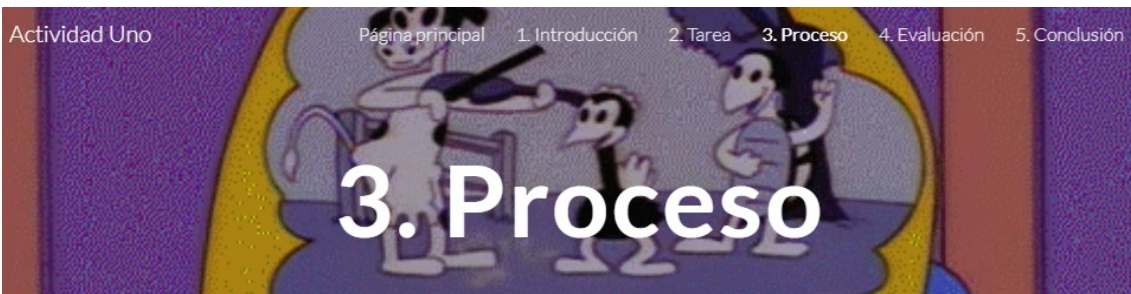 Actividad Uno Página principal 1. Introducción 2. Tarea 3. Proceso 4. Evaluación 5. Conclusión
3. Proceso